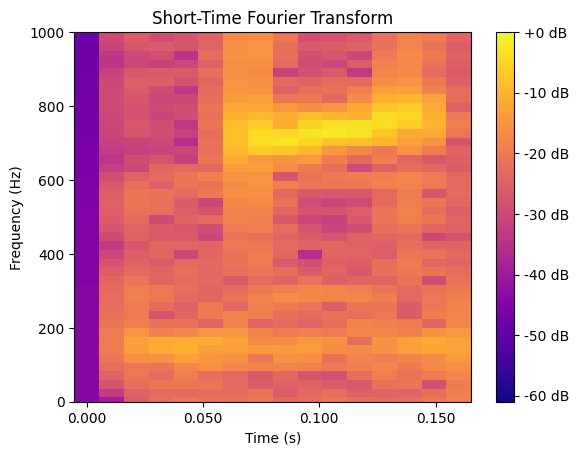 Short-Time Fourier Transform
1000
800
600
400
200
0
Frequency (Hz)
0.000
0.050
0.100
0.150
Time (s)
+0 dB
-10 dB
-20 dB
-30 dB
-40 dB
-50 dB
-60 dB